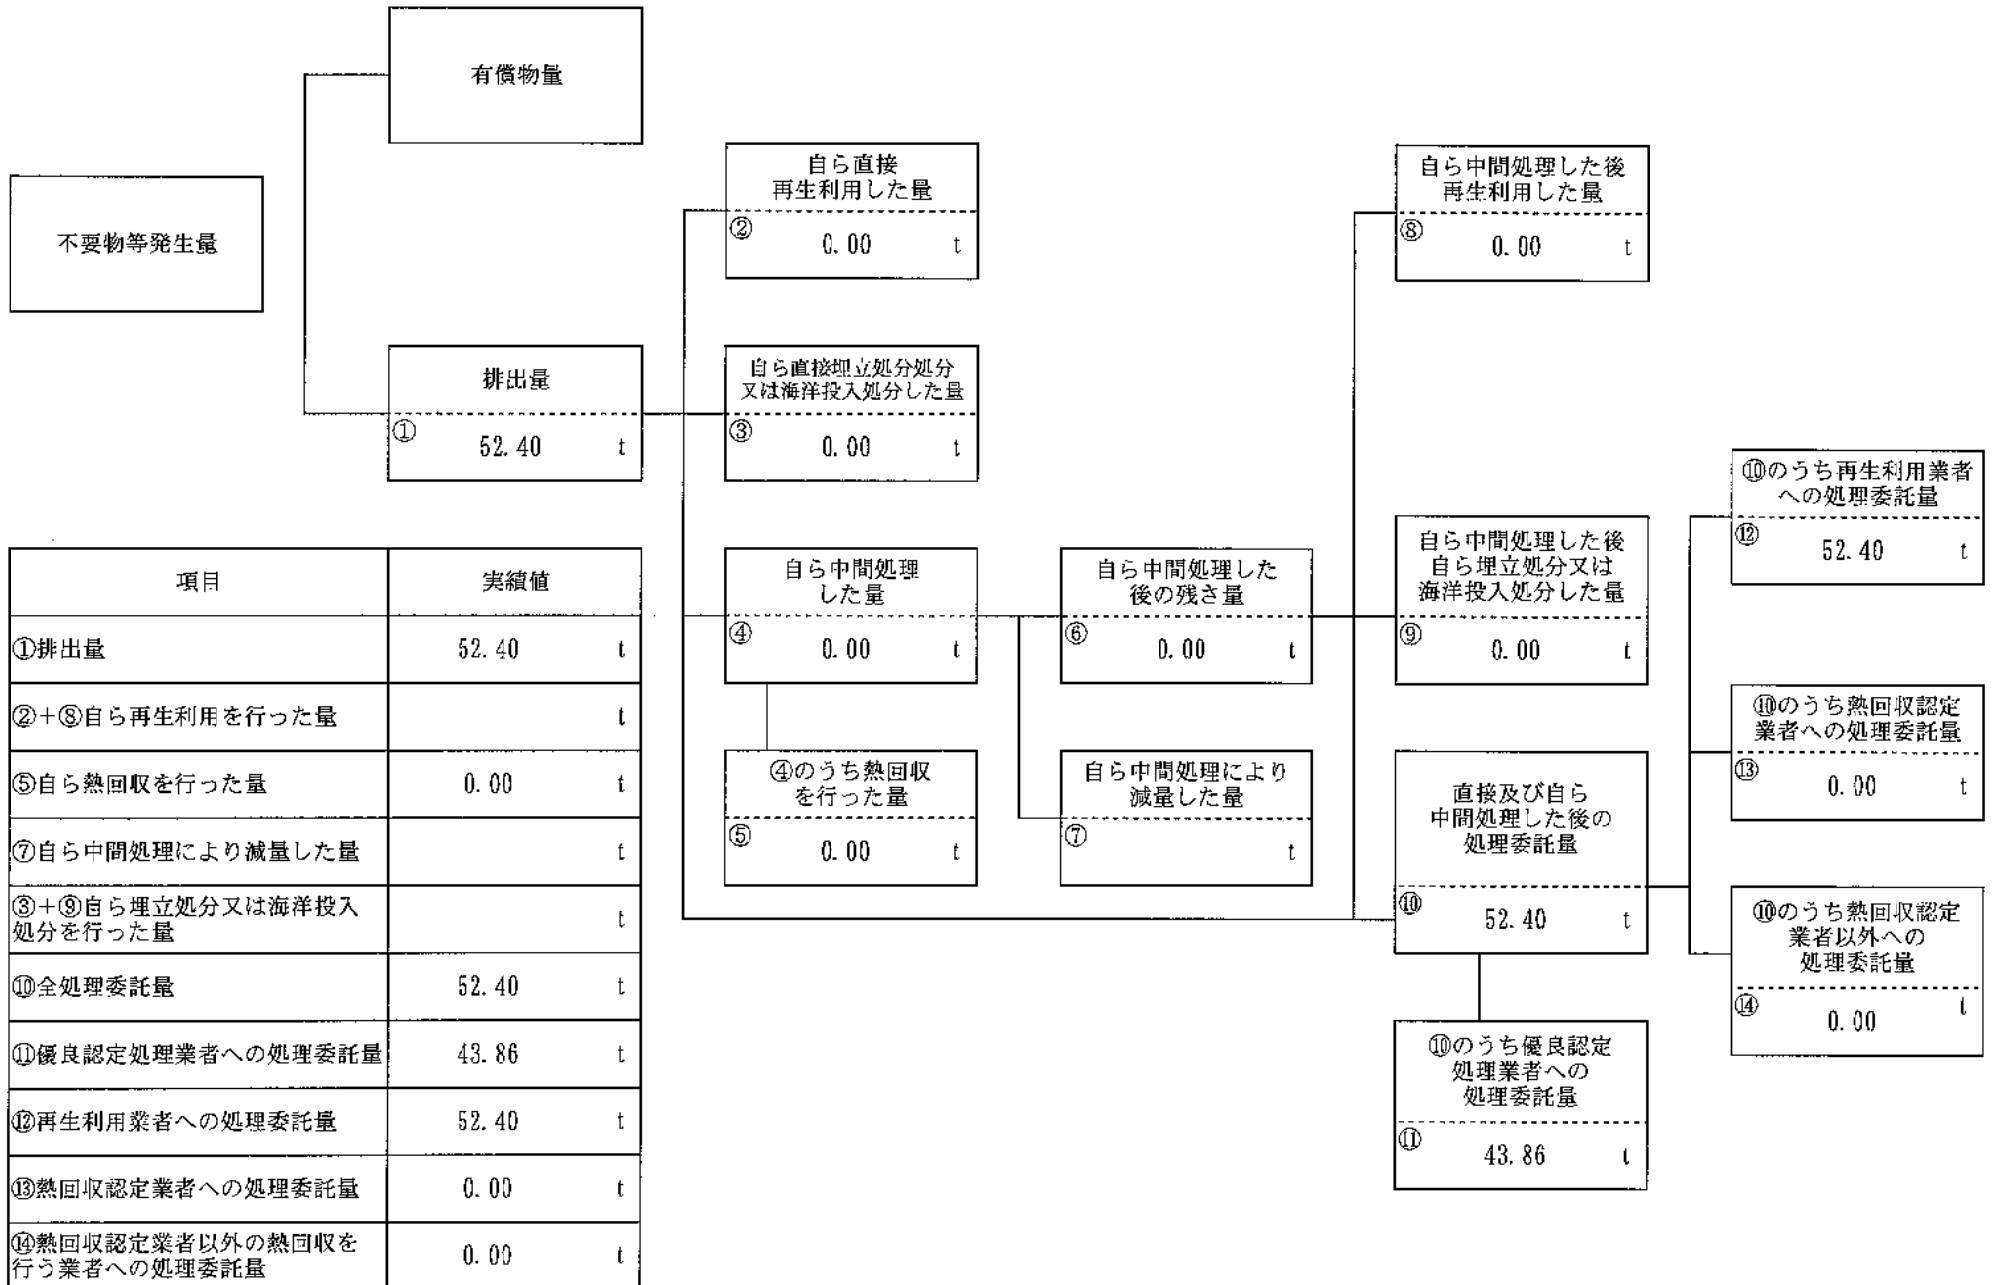 有償物量
不要物等発生量
排出量
① 52.40 t
自ら直接
再生利用した量
② 0.00 t
自ら直接埋立処分処分
又は海洋投入処分した量
③ 0.00 t
自ら中間処理
した量
④ 0.00 t
④のうち熱回収
を行った量
⑤ 0.00 t
自ら中間処理した
後の残さ量
⑥ 0.00 t
自ら中間処理により
減量した量
⑦ t
自ら中間処理した後
再生利用した量
⑧ 0.00 t
自ら中間処理した後
自ら埋立処分又は
海洋投入処分した量
⑨ 0.00 t
直接及び自ら
中間処理した後の
処理委託量
⑩ 52.40 t
⑩のうち優良認定
処理業者への
処理委託量
⑪ 43.86 t
⑩のうち再生利用業者
への処理委託量
⑫ 52.40 t
⑩のうち熱回収認定
業者への処理委託量
⑬ 0.00 t
⑩のうち熱回収認定
業者以外への
処理委託量
⑭ 0.00 t
項目 実績値
①排出量 52.40 t
②+⑧自ら再生利用を行った量 t
⑤自ら熱回収を行った量 0.00 t
⑦自ら中間処理により減量した量 t
③+⑨自ら埋立処分又は海洋投入
処分を行った量 t
⑩全処理委託量 52.40 t
⑪優良認定処理業者への処理委託量 43.86 t
⑫再生利用業者への処理委託量 52.40 t
⑬熱回収認定業者への処理委託量 0.00 t
⑭熱回収認定業者以外の熱回収を
行う業者への処理委託量 0.00 t